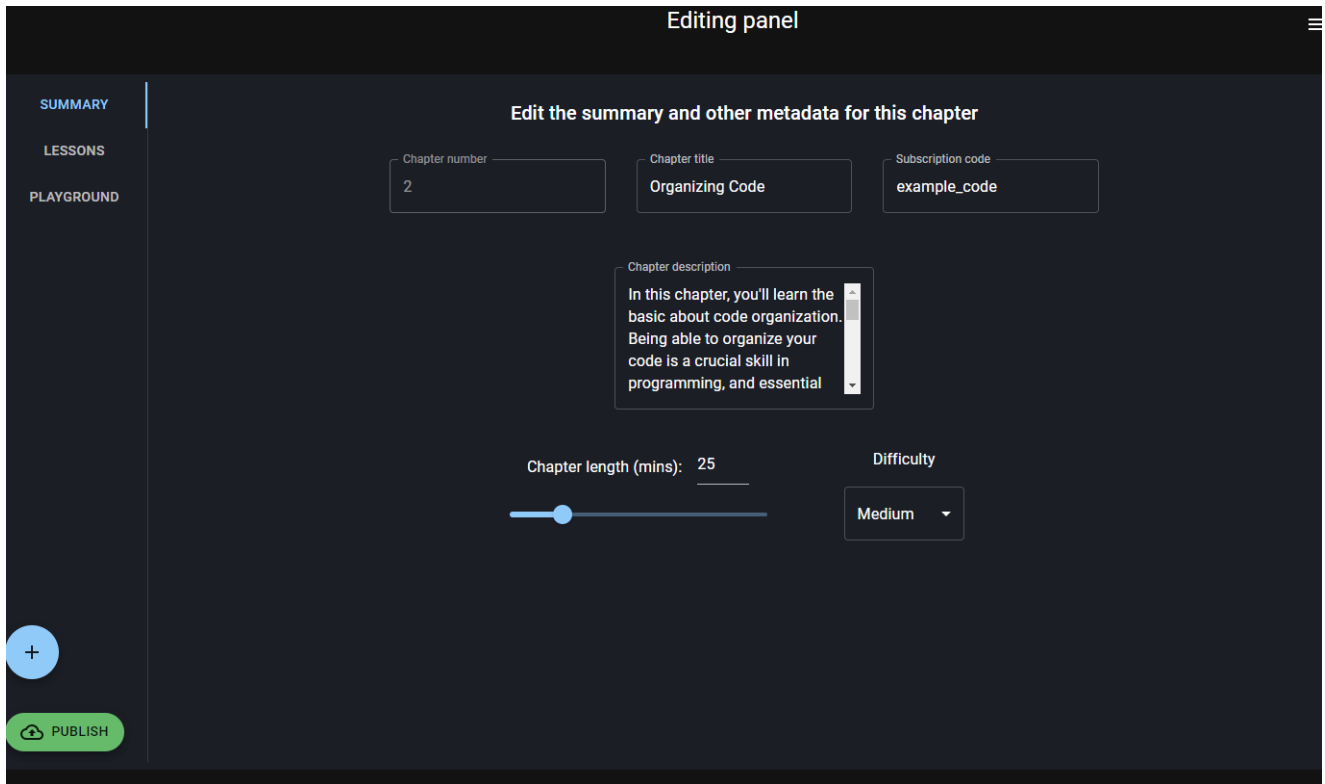 Editing panel
SUMMARY
LESSONS
PLAYGROUND
Edit the summary and other metadata for this chapter
Chapter number
2
Chapter title
Organizing Code
Subscription code
example_code
Chapter description
In this chapter, you'll learn the
basic about code organization.
Being able to organize your
code is a crucial skill in
programming, and essential
Chapter length (mins): 25
Difficulty
Medium
+
PUBLISH